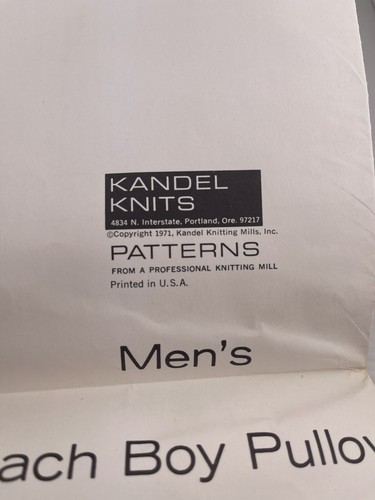 KANDEL
KNITS
4834 N. Interstate, Portland, Ore. 97217
©Copyright 1971, Kandel Knitting Mills, Inc.
PATTERNS
FROM A PROFESSIONAL KNITTING MILL
Printed in U.S.A.
Men's
ach Boy Pullov